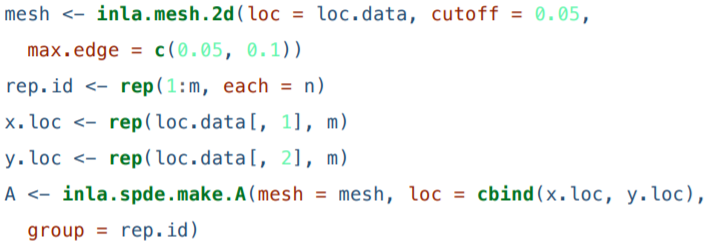 mesh <- inla.mesh.2d(loc = loc.data, cutoff = 0.05,
  max.edge = c(0.05, 0.1))
rep.id <- rep(1:m, each = n)
x.loc <- rep(loc.data[, 1], m)
y.loc <- rep(loc.data[, 2], m)
A <- inla.spde.make.A(mesh = mesh, loc = cbind(x.loc, y.loc),
  group = rep.id)